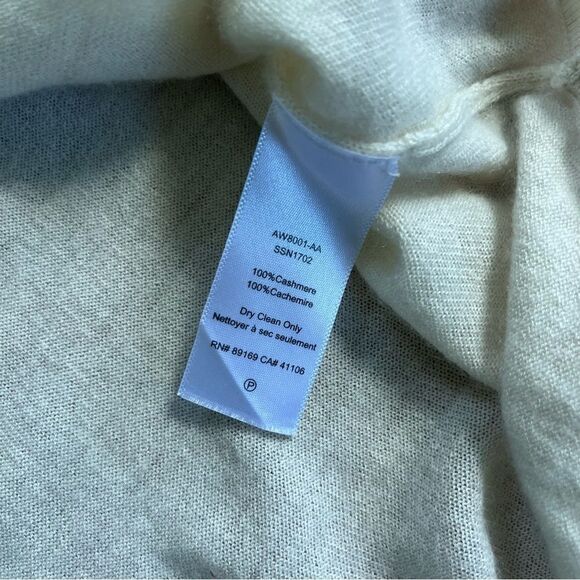 AW8001-AA
SSN1702
100%Cashmere
100%Cachemire
Dry Clean Only
Nettoyer à sec seulement
RN# 89169 CA# 41106
P